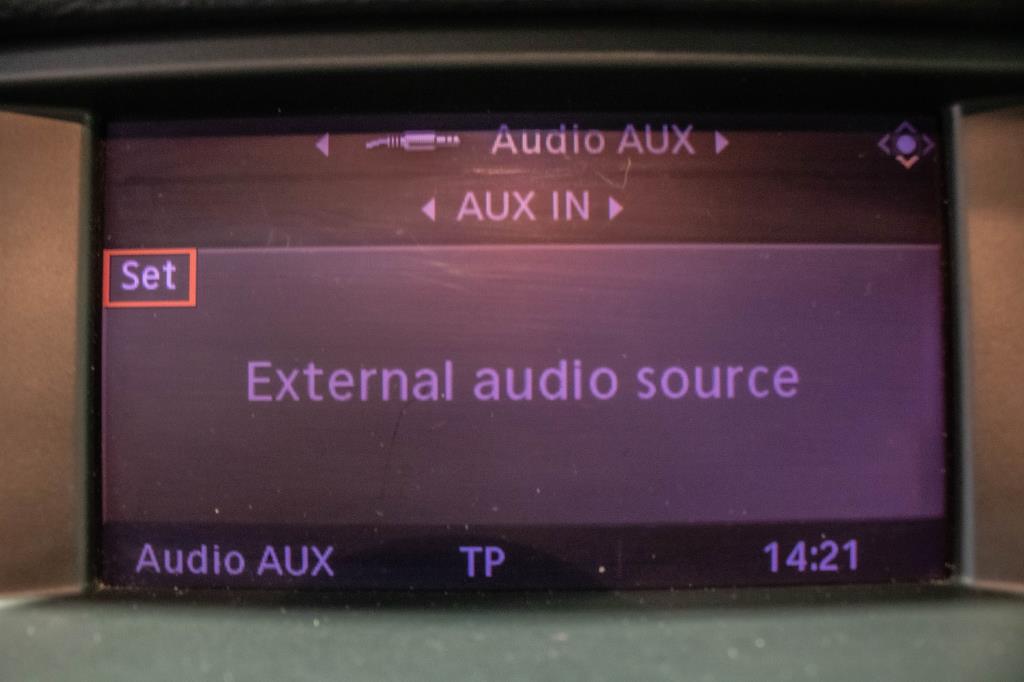 Audio AUX
AUX IN
Set
External audio source
Audio AUX TP 14:21